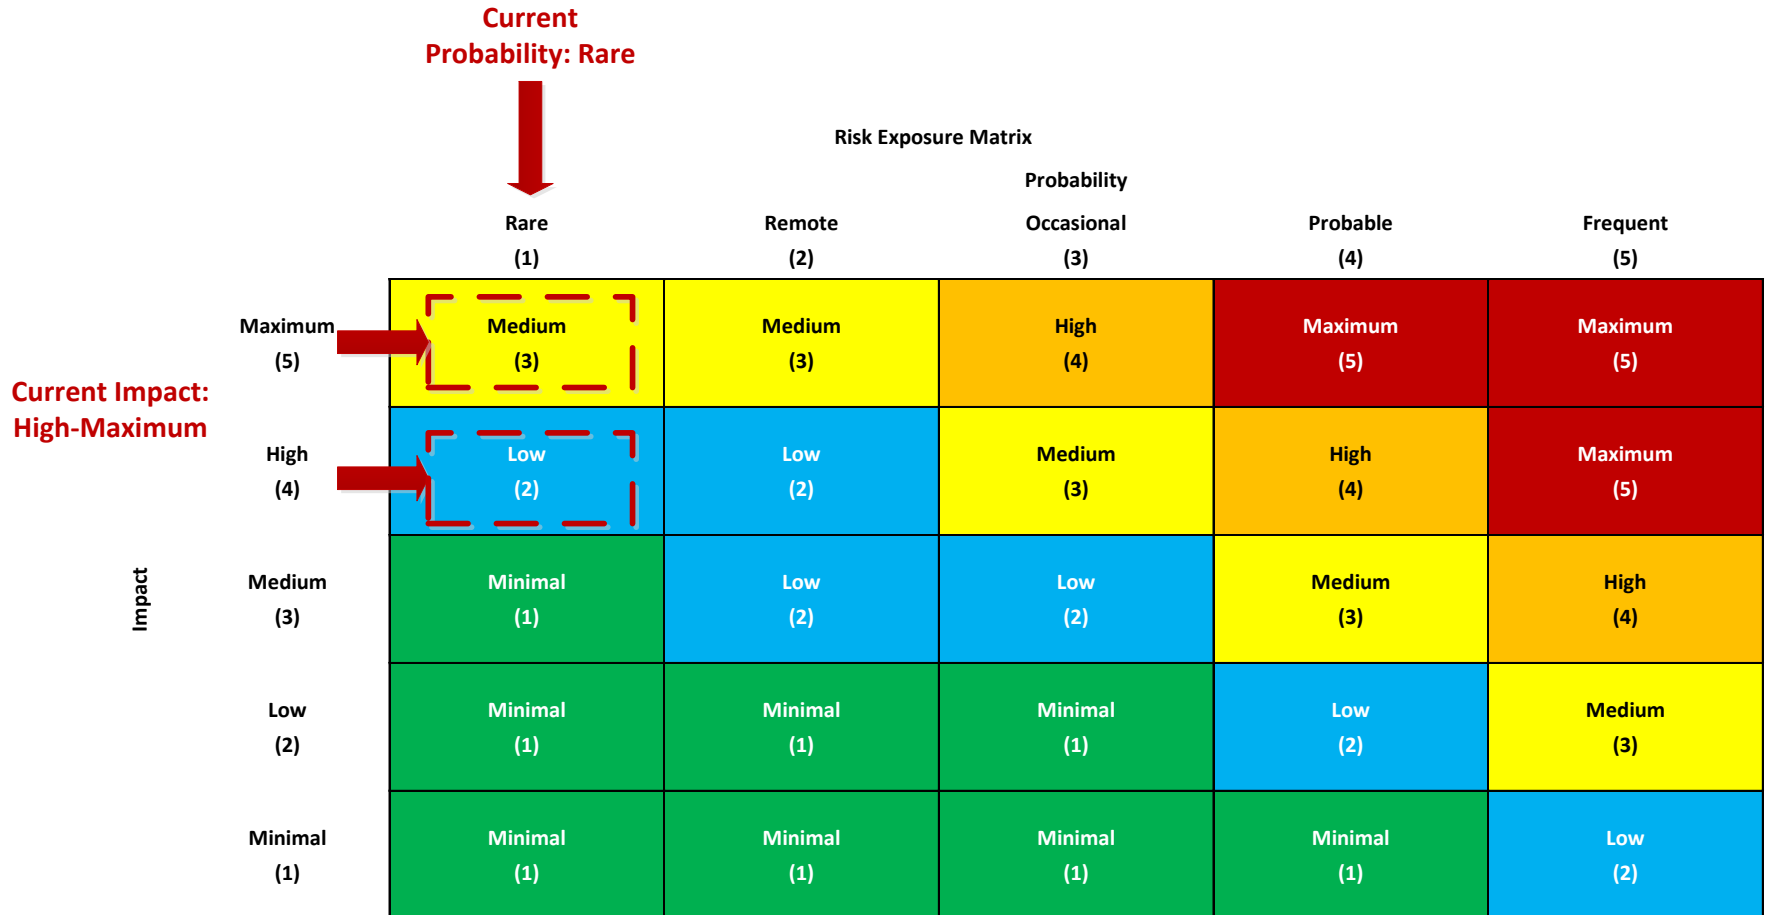 Current
Probability: Rare
Risk Exposure Matrix
Probability
Rare Remote Occasional Probable Frequent
(1) (2) (3) (4) (5)
Maximum Medium Medium High Maximum Maximum
(5) (3) (3) (4) (5) (5)
Current Impact:
High-Maximum
High Low Low Medium High Maximum
(4) (2) (2) (3) (4) (5)
Impact
Medium Minimal Low Low Medium High
(3) (1) (2) (2) (3) (4)
Low Minimal Minimal Minimal Low Medium
(2) (1) (1) (1) (2) (3)
Minimal Minimal Minimal Minimal Minimal Low
(1) (1) (1) (1) (1) (2)